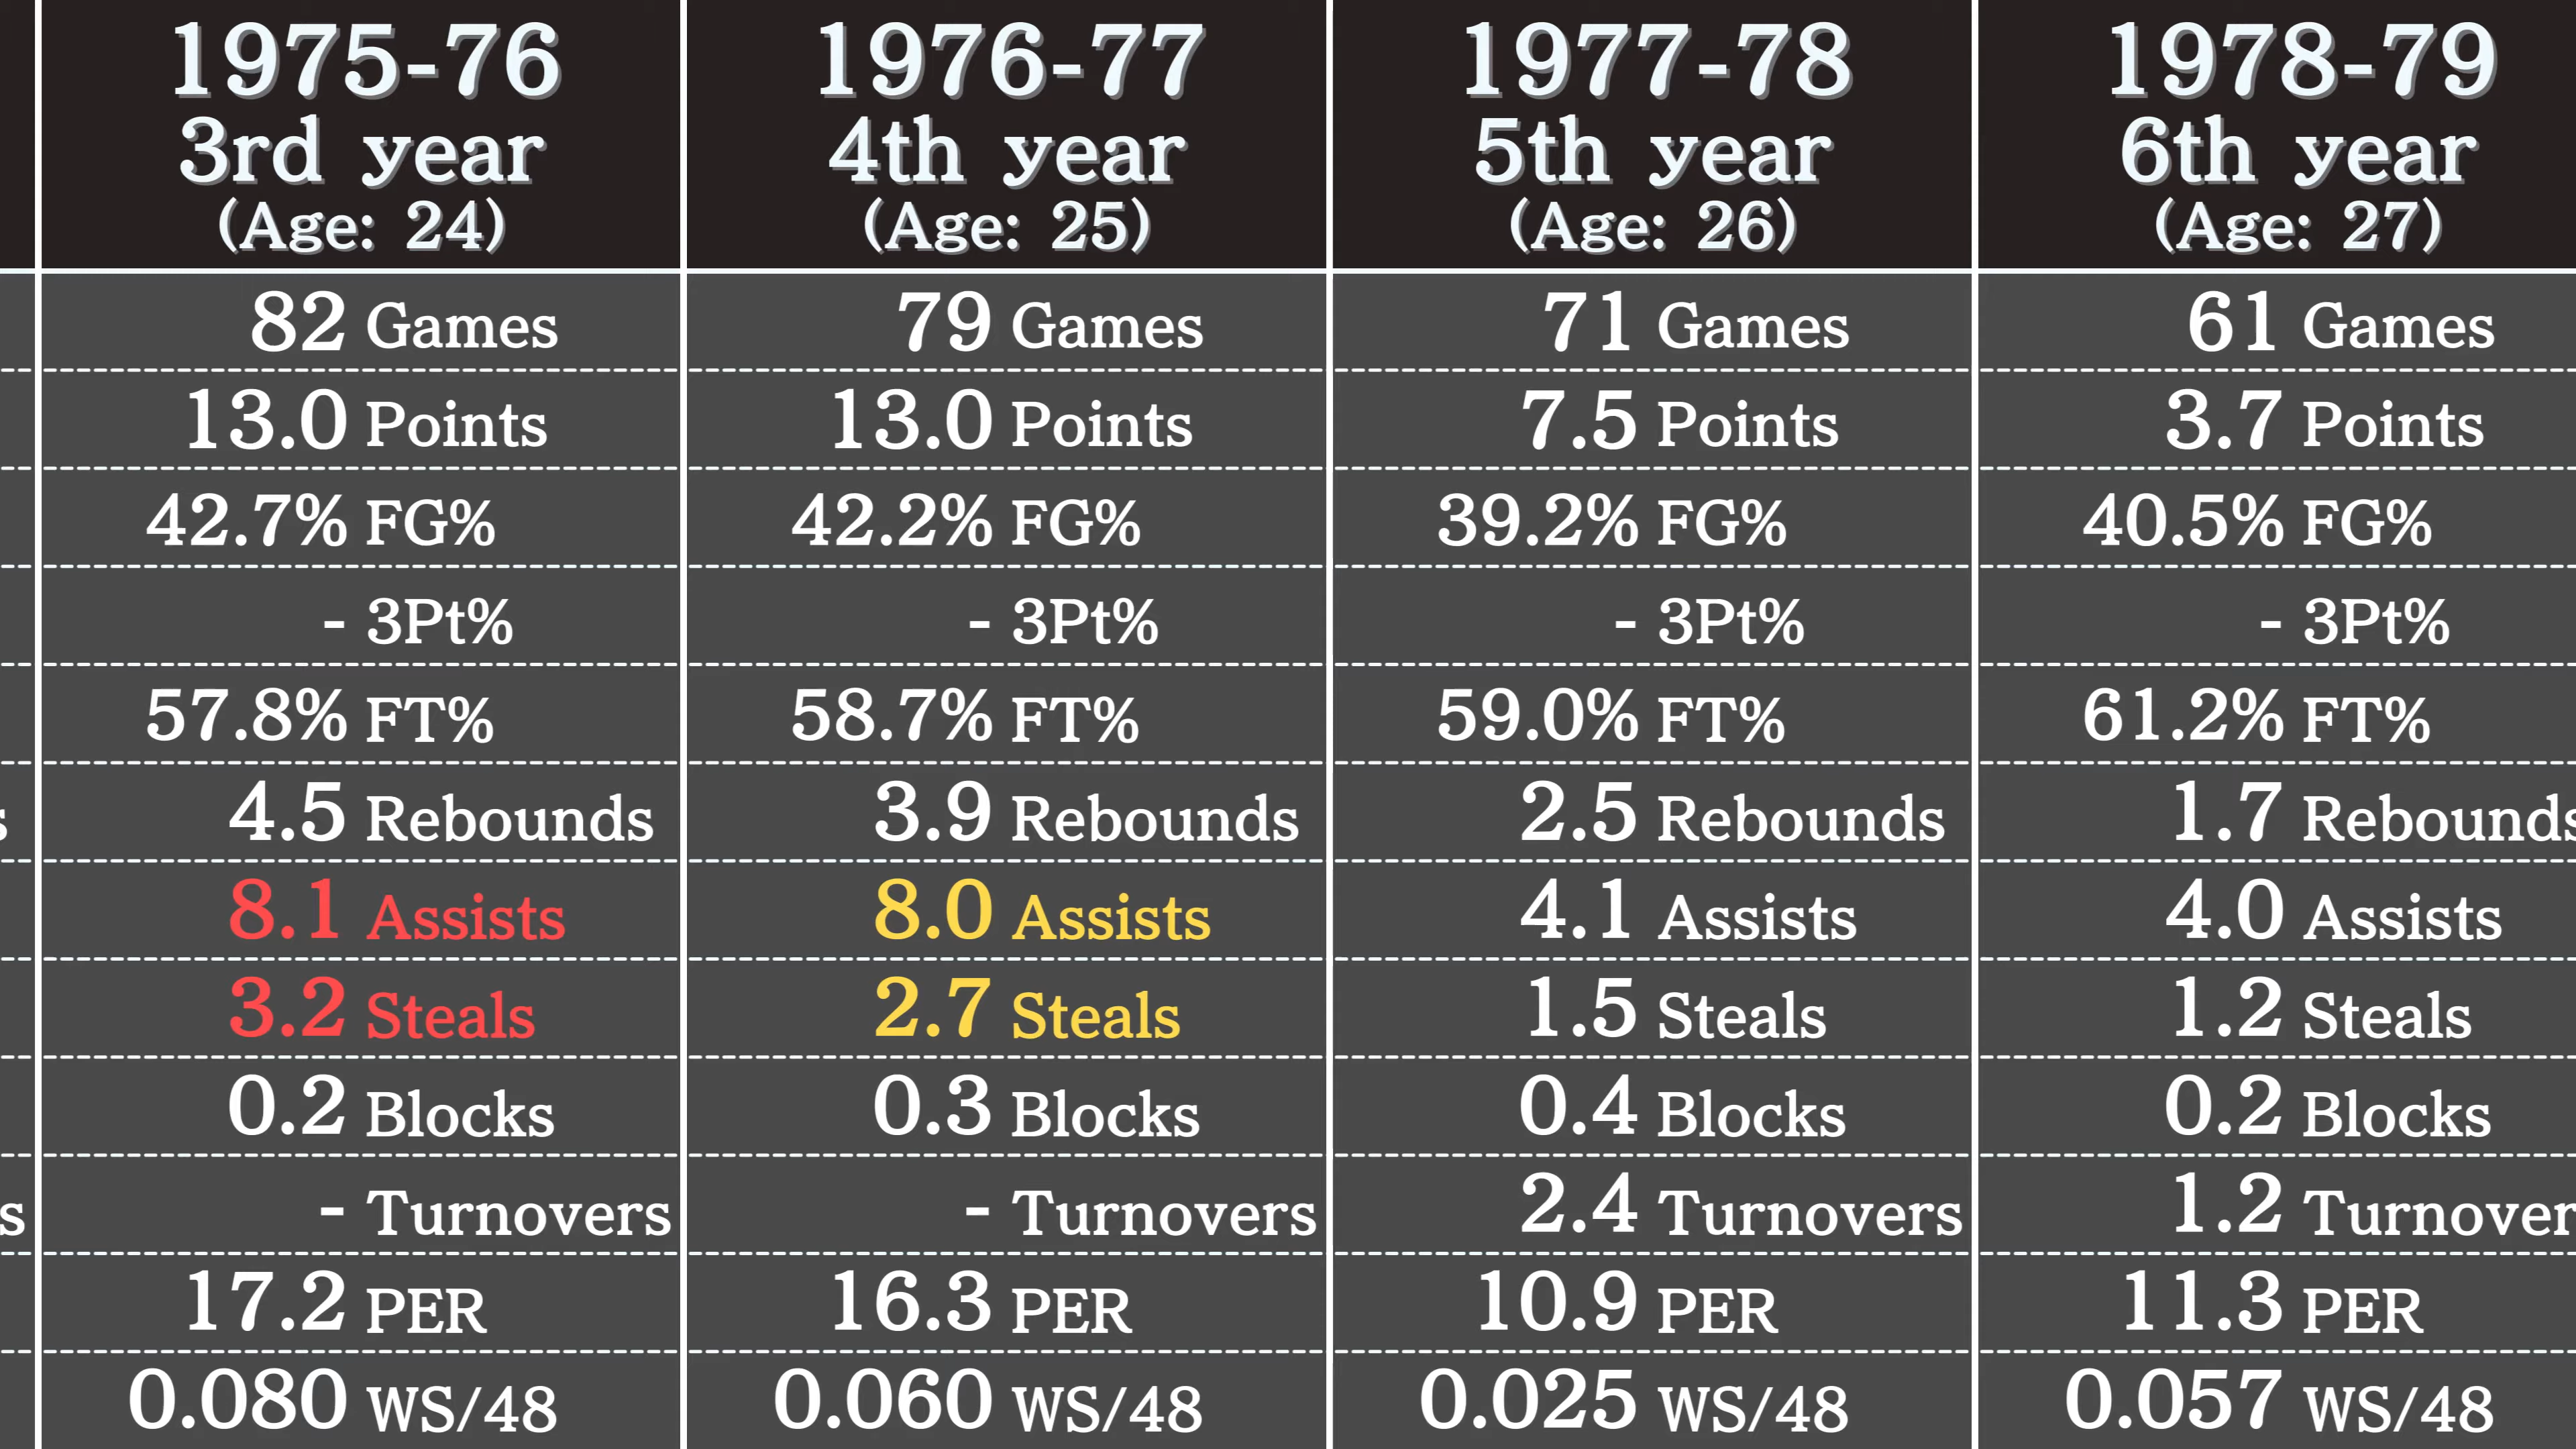 1975-76 1976-77 1977-78 1978-79
3rd year 4th year 5th year 6th year
(Age: 24) (Age: 25) (Age: 26) (Age: 27)
82 Games 79 Games 71 Games 61 Games
13.0 Points 13.0 Points 7.5 Points 3.7 Points
42.7% FG% 42.2% FG% 39.2% FG% 40.5% FG%
- 3Pt% - 3Pt% - 3Pt% - 3Pt%
57.8% FT% 58.7% FT% 59.0% FT% 61.2% FT%
s 4.5 Rebounds 3.9 Rebounds 2.5 Rebounds 1.7 Rebounds
8.1 Assists 8.0 Assists 4.1 Assists 4.0 Assists
3.2 Steals 2.7 Steals 1.5 Steals 1.2 Steals
0.2 Blocks 0.3 Blocks 0.4 Blocks 0.2 Blocks
s - Turnovers - Turnovers 2.4 Turnovers 1.2 Turnover
17.2 PER 16.3 PER 10.9 PER 11.3 PER
0.080 WS/48 0.060 WS/48 0.025 WS/48 0.057 WS/48